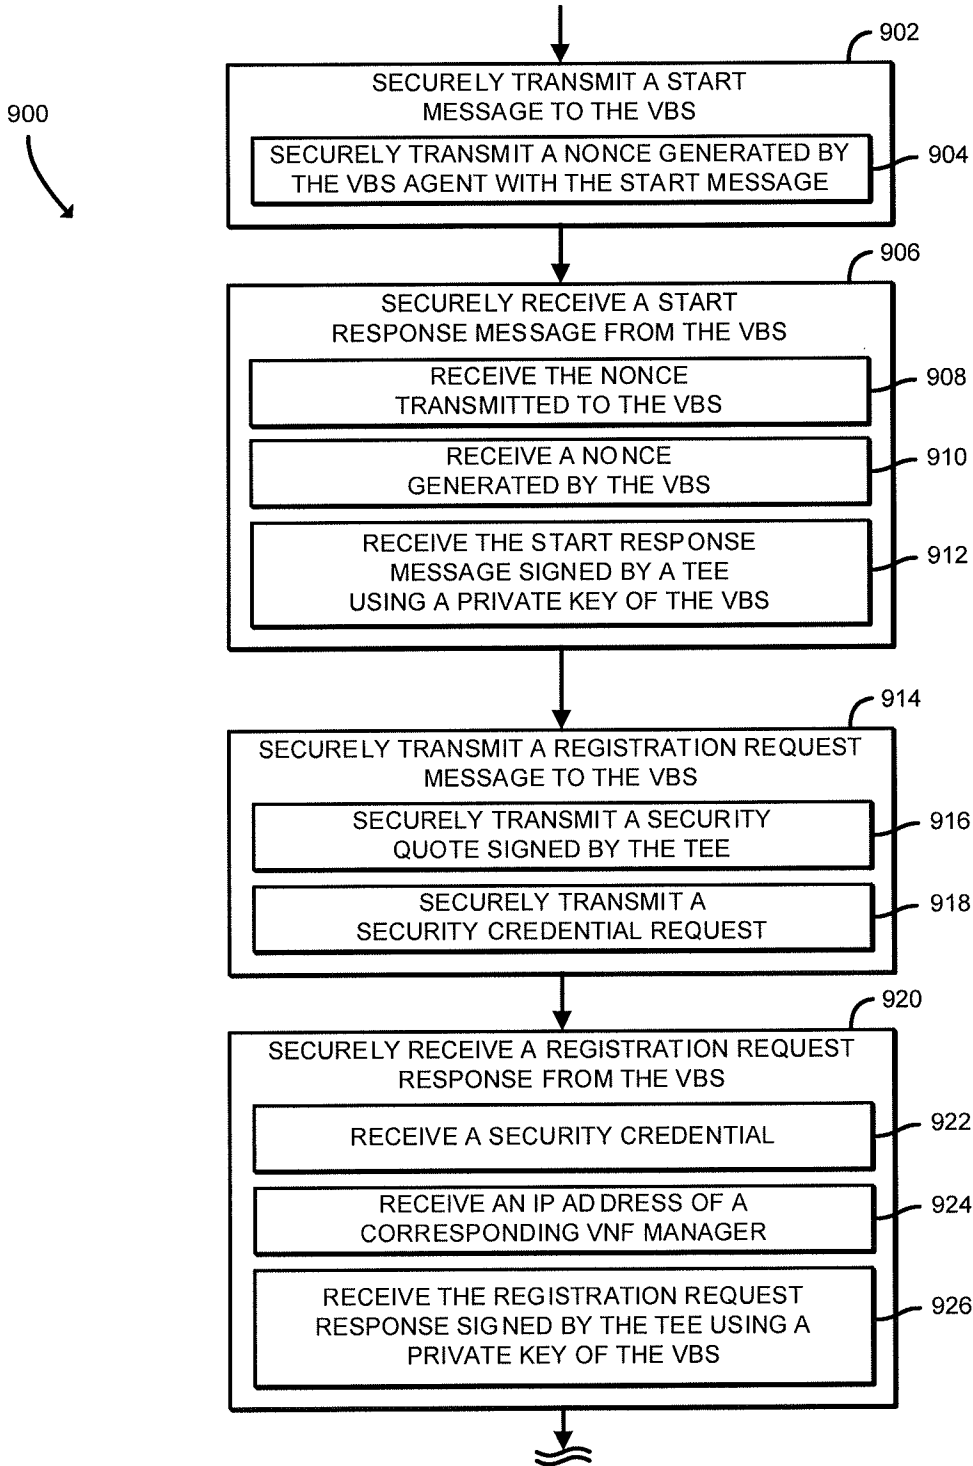 902
SECURELY TRANSMIT A START
MESSAGE TO THE VBS
900
SECURELY TRANSMIT A NONCE GENERATED BY
THE VBS AGENT WITH THE START MESSAGE
904
906
SECURELY RECEIVE A START
RESPONSE MESSAGE FROM THE VBS
RECEIVE THE NONCE
TRANSMITTED TO THE VBS
908
RECEIVE A NONCE
GENERATED BY THE VBS
910
RECEIVE THE START RESPONSE
MESSAGE SIGNED BY A TEE
USING A PRIVATE KEY OF THE VBS
912
914
SECURELY TRANSMIT A REGISTRATION REQUEST
MESSAGE TO THE VBS
SECURELY TRANSMIT A SECURITY
QUOTE SIGNED BY THE TEE
916
SECURELY TRANSMIT A
SECURITY CREDENTIAL REQUEST
918
920
SECURELY RECEIVE A REGISTRATION REQUEST
RESPONSE FROM THE VBS
RECEIVE A SECURITY CREDENTIAL
922
RECEIVE AN IP ADDRESS OF A
CORRESPONDING VNF MANAGER
924
RECEIVE THE REGISTRATION REQUEST
RESPONSE SIGNED BY THE TEE USING A
PRIVATE KEY OF THE VBS
926